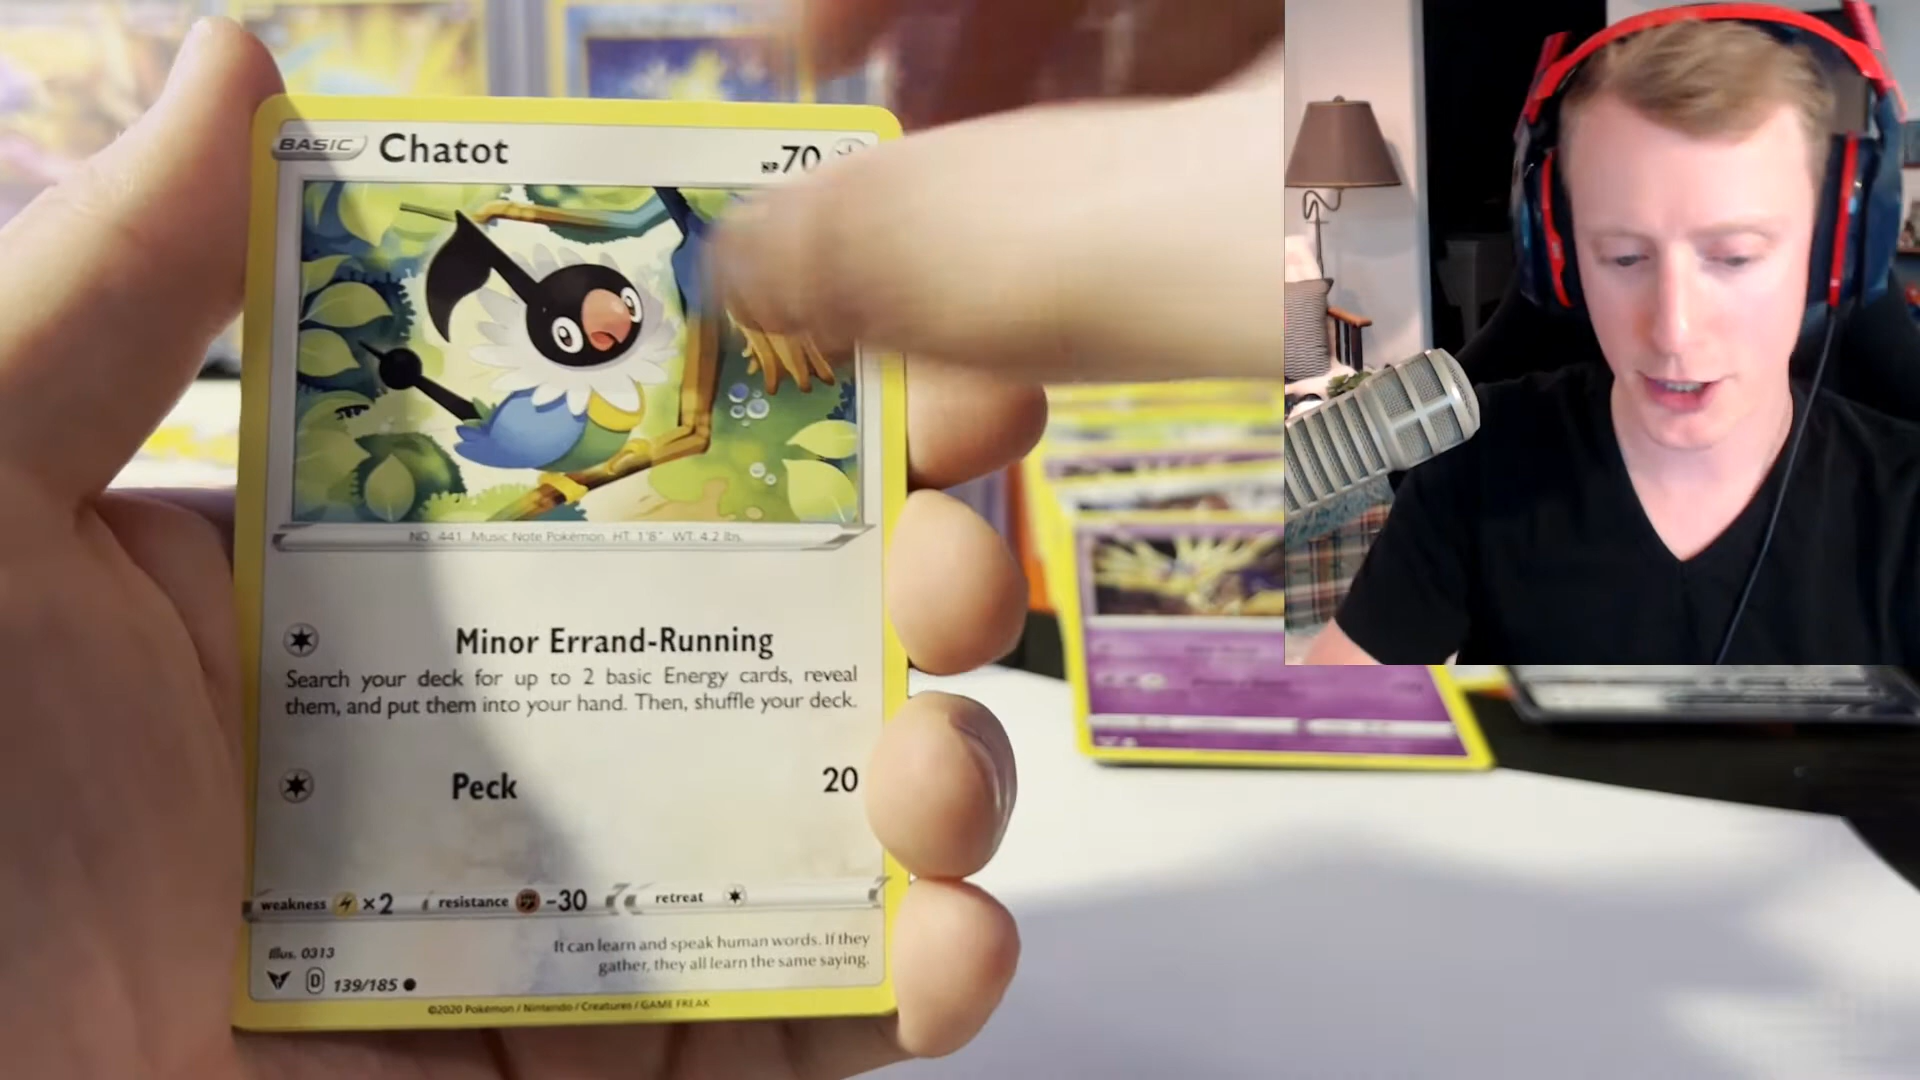 BASIC Chatot HP70
NO. 441 Music Note Pokémon HT: 1'8" WT: 4.2 lbs.
Minor Errand-Running
Search your deck for up to 2 basic Energy cards, reveal
them, and put them into your hand. Then, shuffle your deck.
Peck 20
weakness ×2 resistance -30 retreat
Illus. 0313
It can learn and speak human words. If they
gather, they all learn the same saying.
D 139/185
©2020 Pokémon / Nintendo / Creatures / GAME FREAK